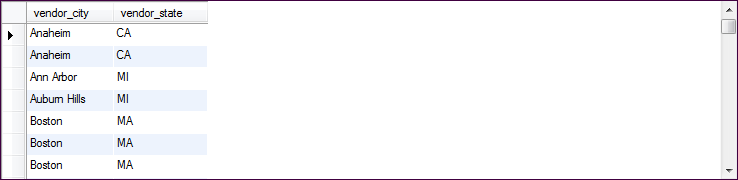 vendor_city vendor_state
Anaheim CA
Anaheim CA
Ann Arbor MI
Auburn Hills MI
Boston MA
Boston MA
Boston MA